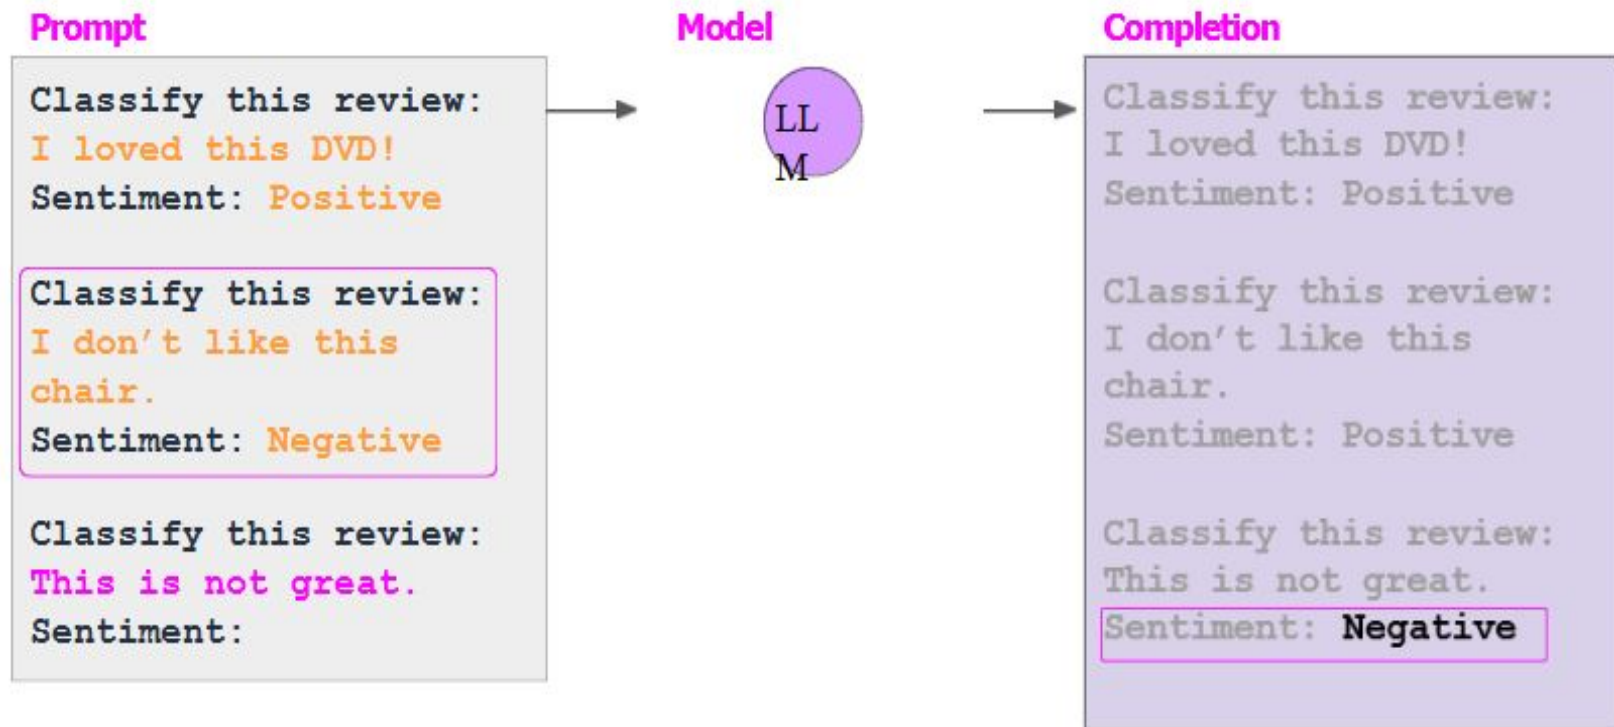 Prompt
Classify this review:
I loved this DVD!
Sentiment: Positive
Classify this review:
I don't like this
chair.
Sentiment: Negative
Classify this review:
This is not great.
Sentiment:
Model
LL
M
Completion
Classify this review:
I loved this DVD!
Sentiment: Positive
Classify this review:
I don't like this
chair.
Sentiment: Positive
Classify this review:
This is not great.
Sentiment: Negative